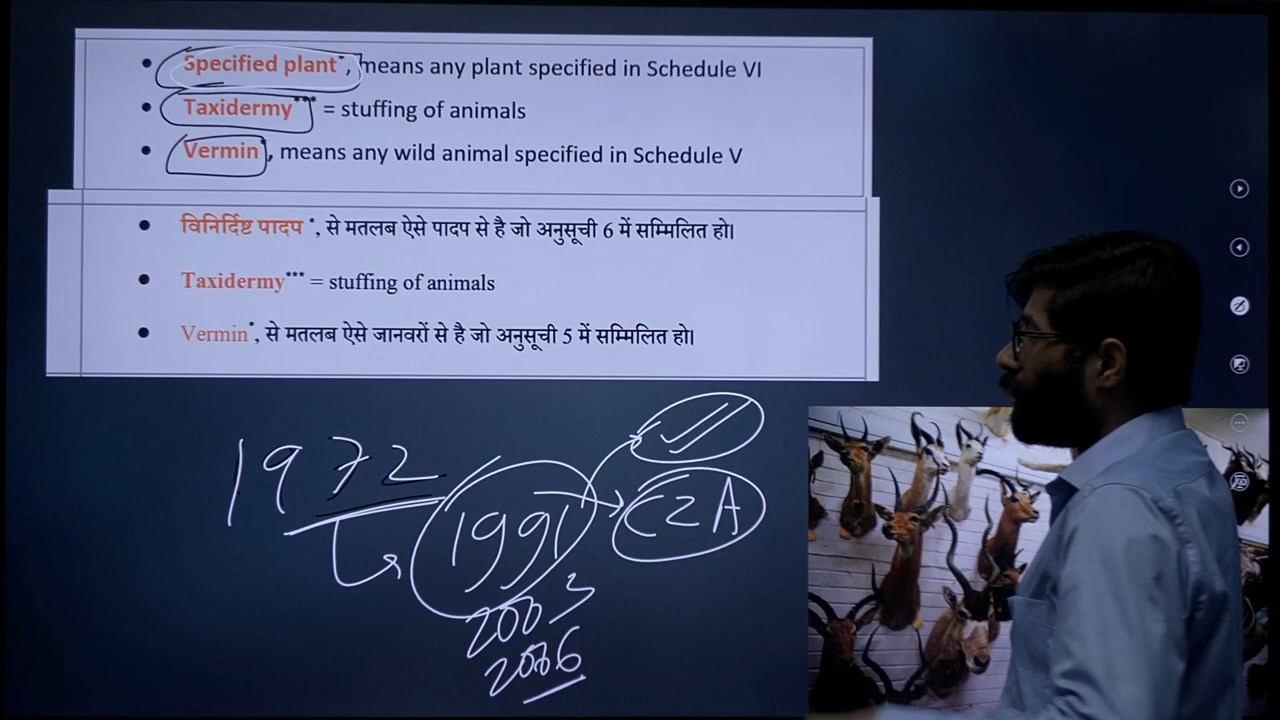 • Specified plant*, means any plant specified in Schedule VI
• Taxidermy*** = stuffing of animals
• Vermin*, means any wild animal specified in Schedule V
• विनिर्दिष्ट पादप *, से मतलब ऐसे पादप से है जो अनुसूची 6 में सम्मिलित हो।
• Taxidermy*** = stuffing of animals
• Vermin*, से मतलब ऐसे जानवरों से है जो अनुसूची 5 में सम्मिलित हो।
1972
1991
CZA
2003
2006